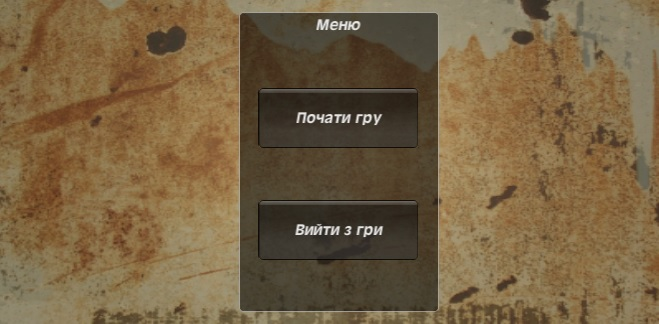 Меню
Почати гру
Вийти з гри